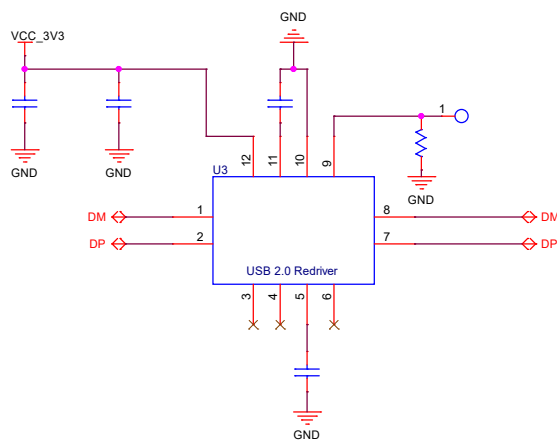 GND
VCC_3V3
1
GND
GND
12
11
10
9
GND
U3
DM
1
8
DM
DP
2
7
DP
USB 2.0 Redriver
3
4
5
6
GND